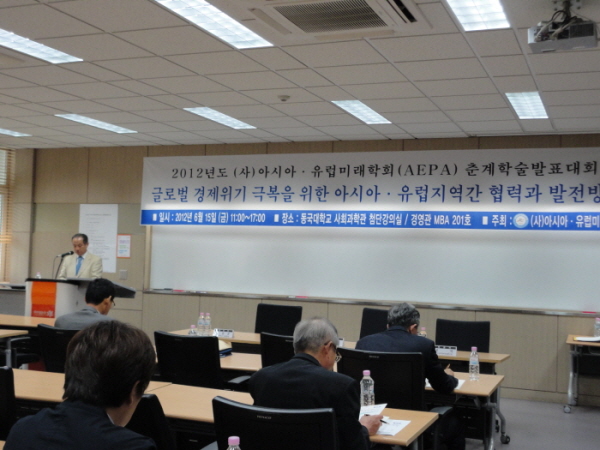 2012년도 (사)아시아 · 유럽미래학회(AEPA) 춘계학술발표대회
글로벌 경제위기 극복을 위한 아시아 · 유럽지역간 협력과 발전방
■ 일시 : 2012년 6월 15일 (금) 11:00~17:00 ■ 장소 : 동국대학교 사회과학관 첨단강의실 / 경영관 MBA 201호 ■ 주최 : (사)아시아 · 유럽미